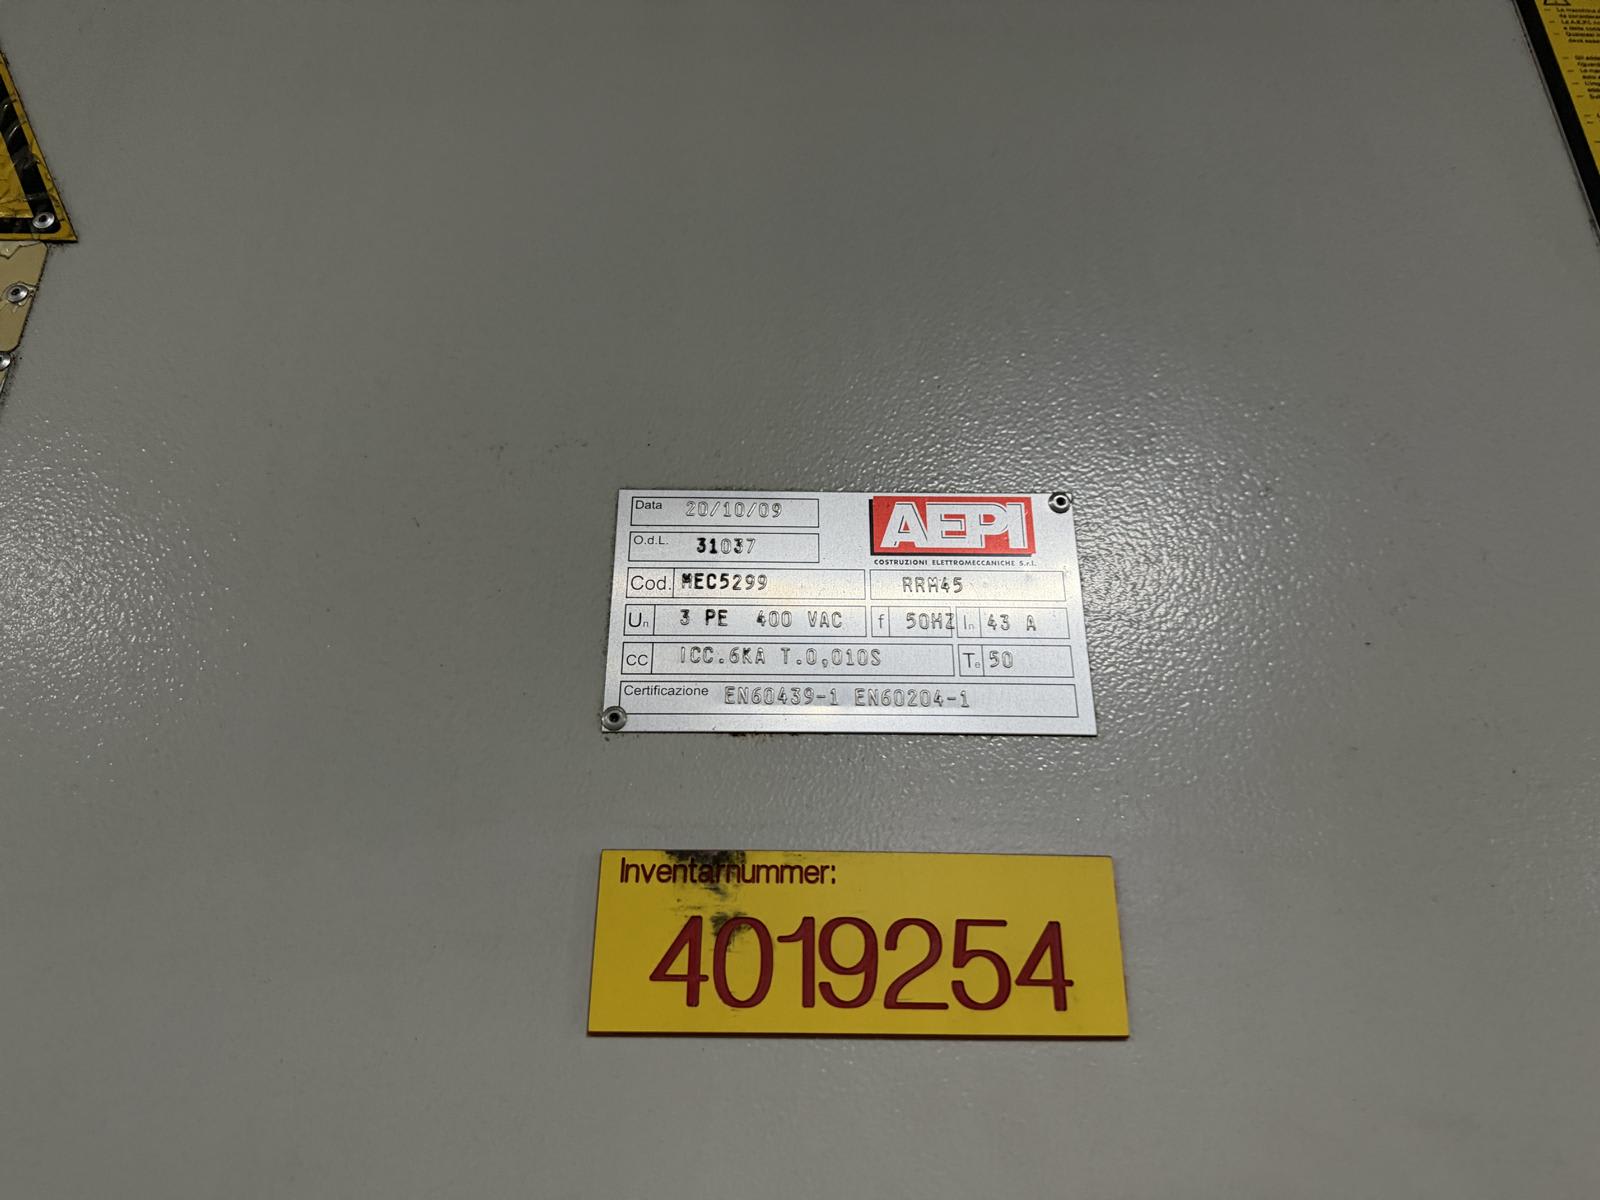 Data 20/10/09
AEPI
COSTRUZIONI ELETTROMECCANICHE S.r.l.
O.d.L. 31037
Cod. MEC5299 RRM45
Un 3 PE 400 VAC f 50HZ In 43 A
CC ICC.6KA T.0,010S Te 50
Certificazione EN60439-1 EN60204-1
Inventarnummer:
4019254